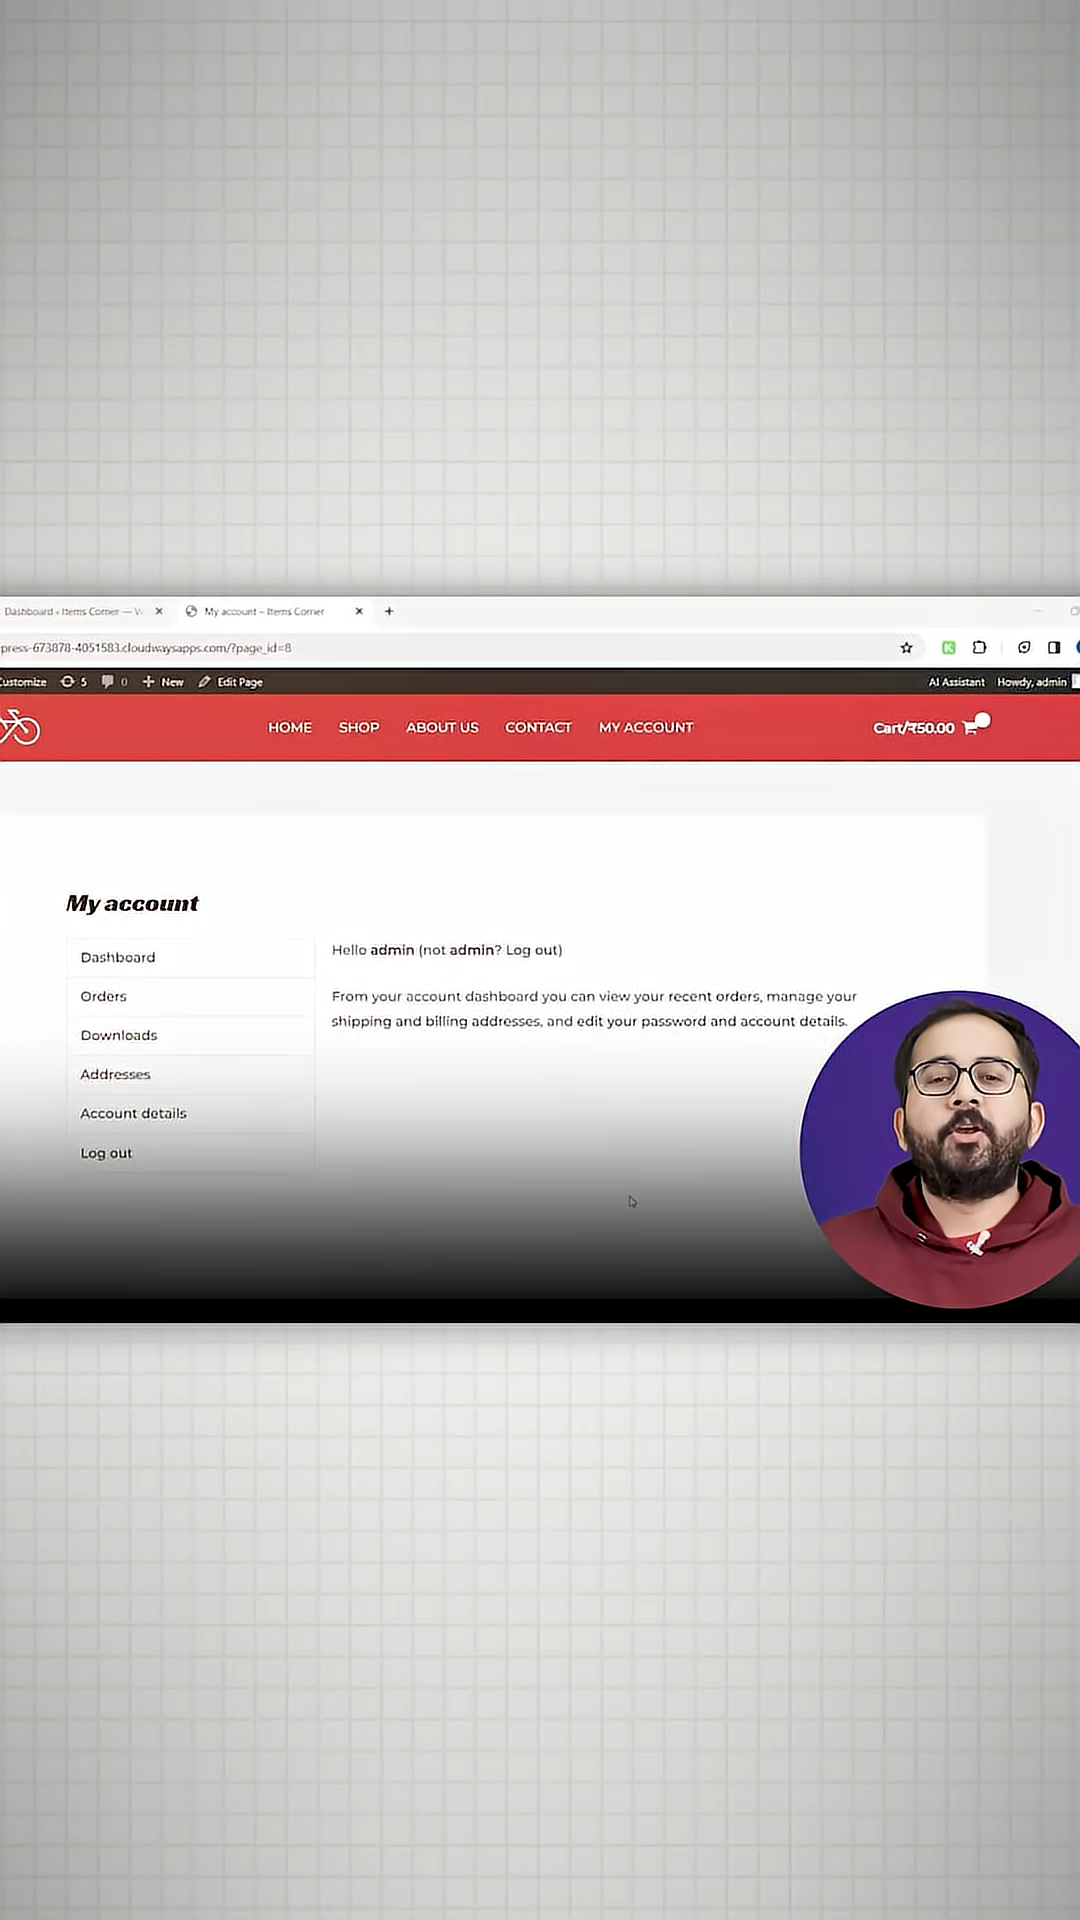 Dashboard ‹ Items Corner —
My account – Items Corner
press-673878-4051583.cloudwaysapps.com/?page_id=8
Customize 5 0 New Edit Page AI Assistant Howdy, admin
HOME SHOP ABOUT US CONTACT MY ACCOUNT Cart/₹50.00
My account
Dashboard
Orders
Downloads
Addresses
Account details
Log out
Hello admin (not admin? Log out)
From your account dashboard you can view your recent orders, manage your
shipping and billing addresses, and edit your password and account details.